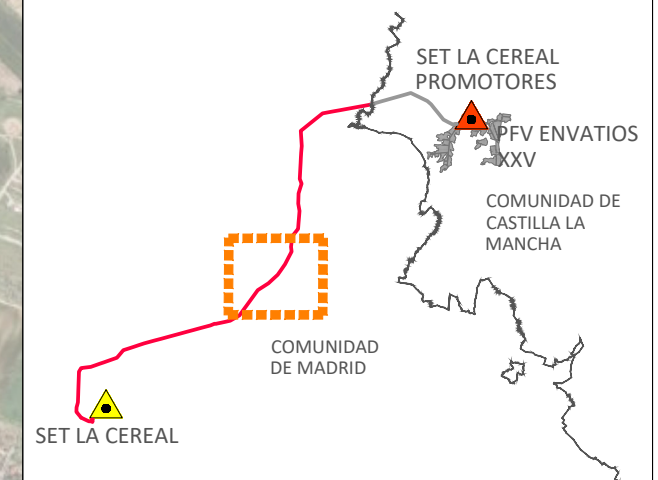 SET LA CEREAL
PROMOTORES
PFV ENVATIOS
XXV
COMUNIDAD DE
CASTILLA LA
MANCHA
COMUNIDAD
DE MADRID
SET LA CEREAL